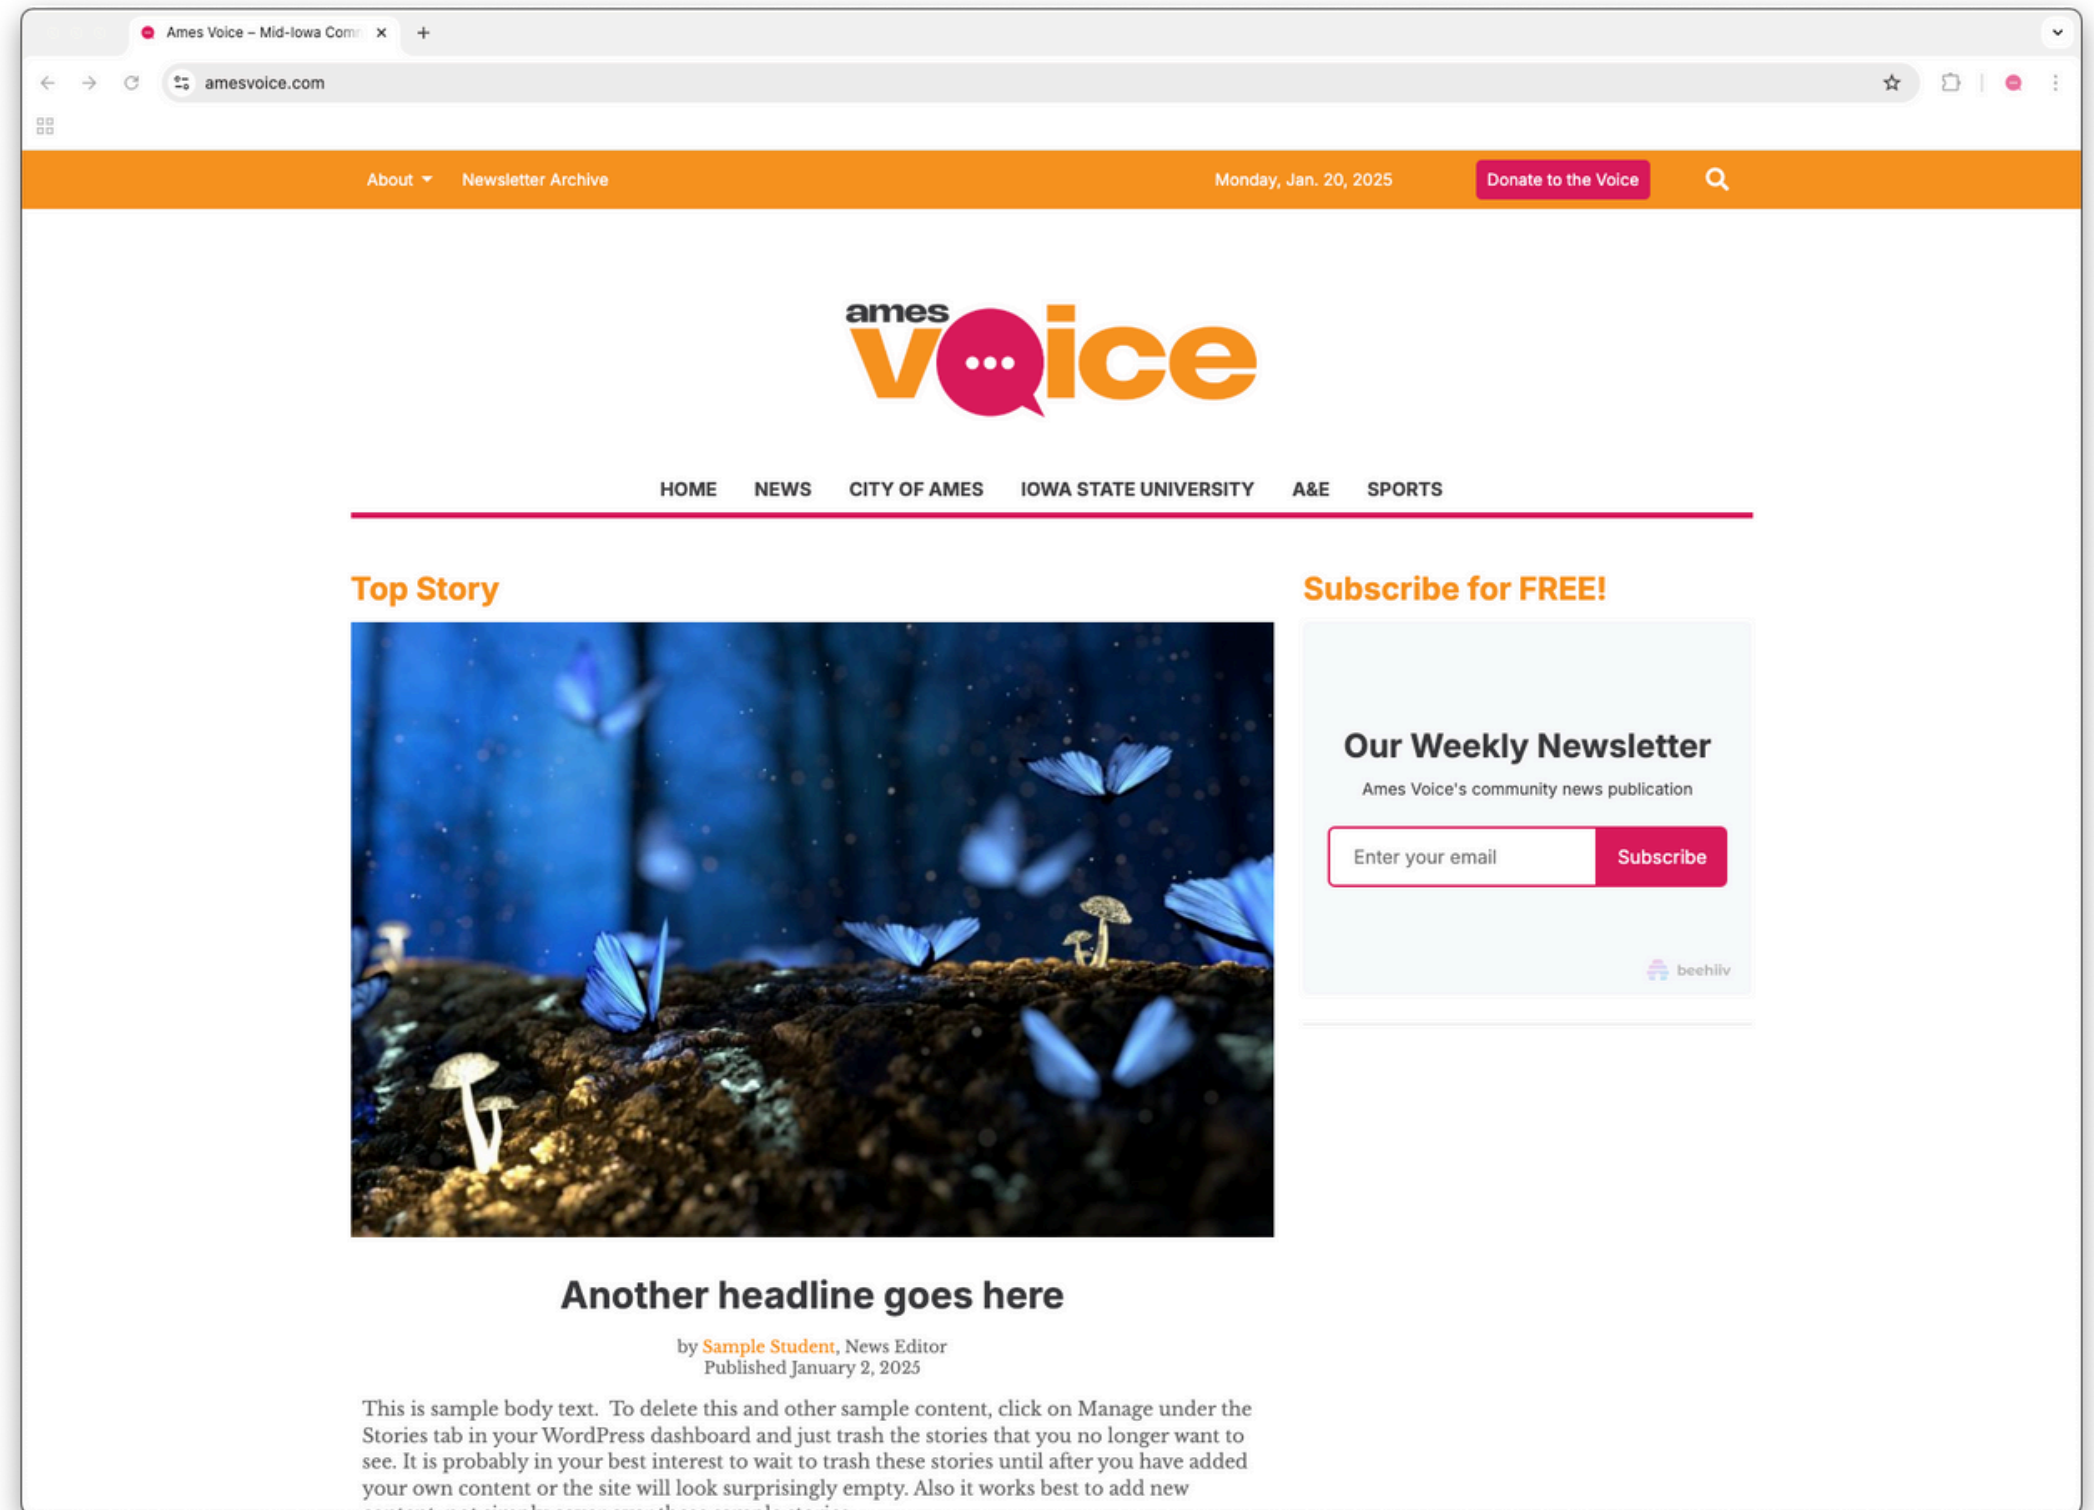 Ames Voice – Mid-Iowa Com
amesvoice.com
About
Newsletter Archive
Monday, Jan. 20, 2025
Donate to the Voice
ames
voice
HOME NEWS CITY OF AMES IOWA STATE UNIVERSITY A&E SPORTS
Top Story
Another headline goes here
by Sample Student, News Editor
Published January 2, 2025
This is sample body text.  To delete this and other sample content, click on Manage under the
Stories tab in your WordPress dashboard and just trash the stories that you no longer want to
see. It is probably in your best interest to wait to trash these stories until after you have added
your own content or the site will look surprisingly empty. Also it works best to add new
Subscribe for FREE!
Our Weekly Newsletter
Ames Voice's community news publication
Enter your email
Subscribe
beehiiv